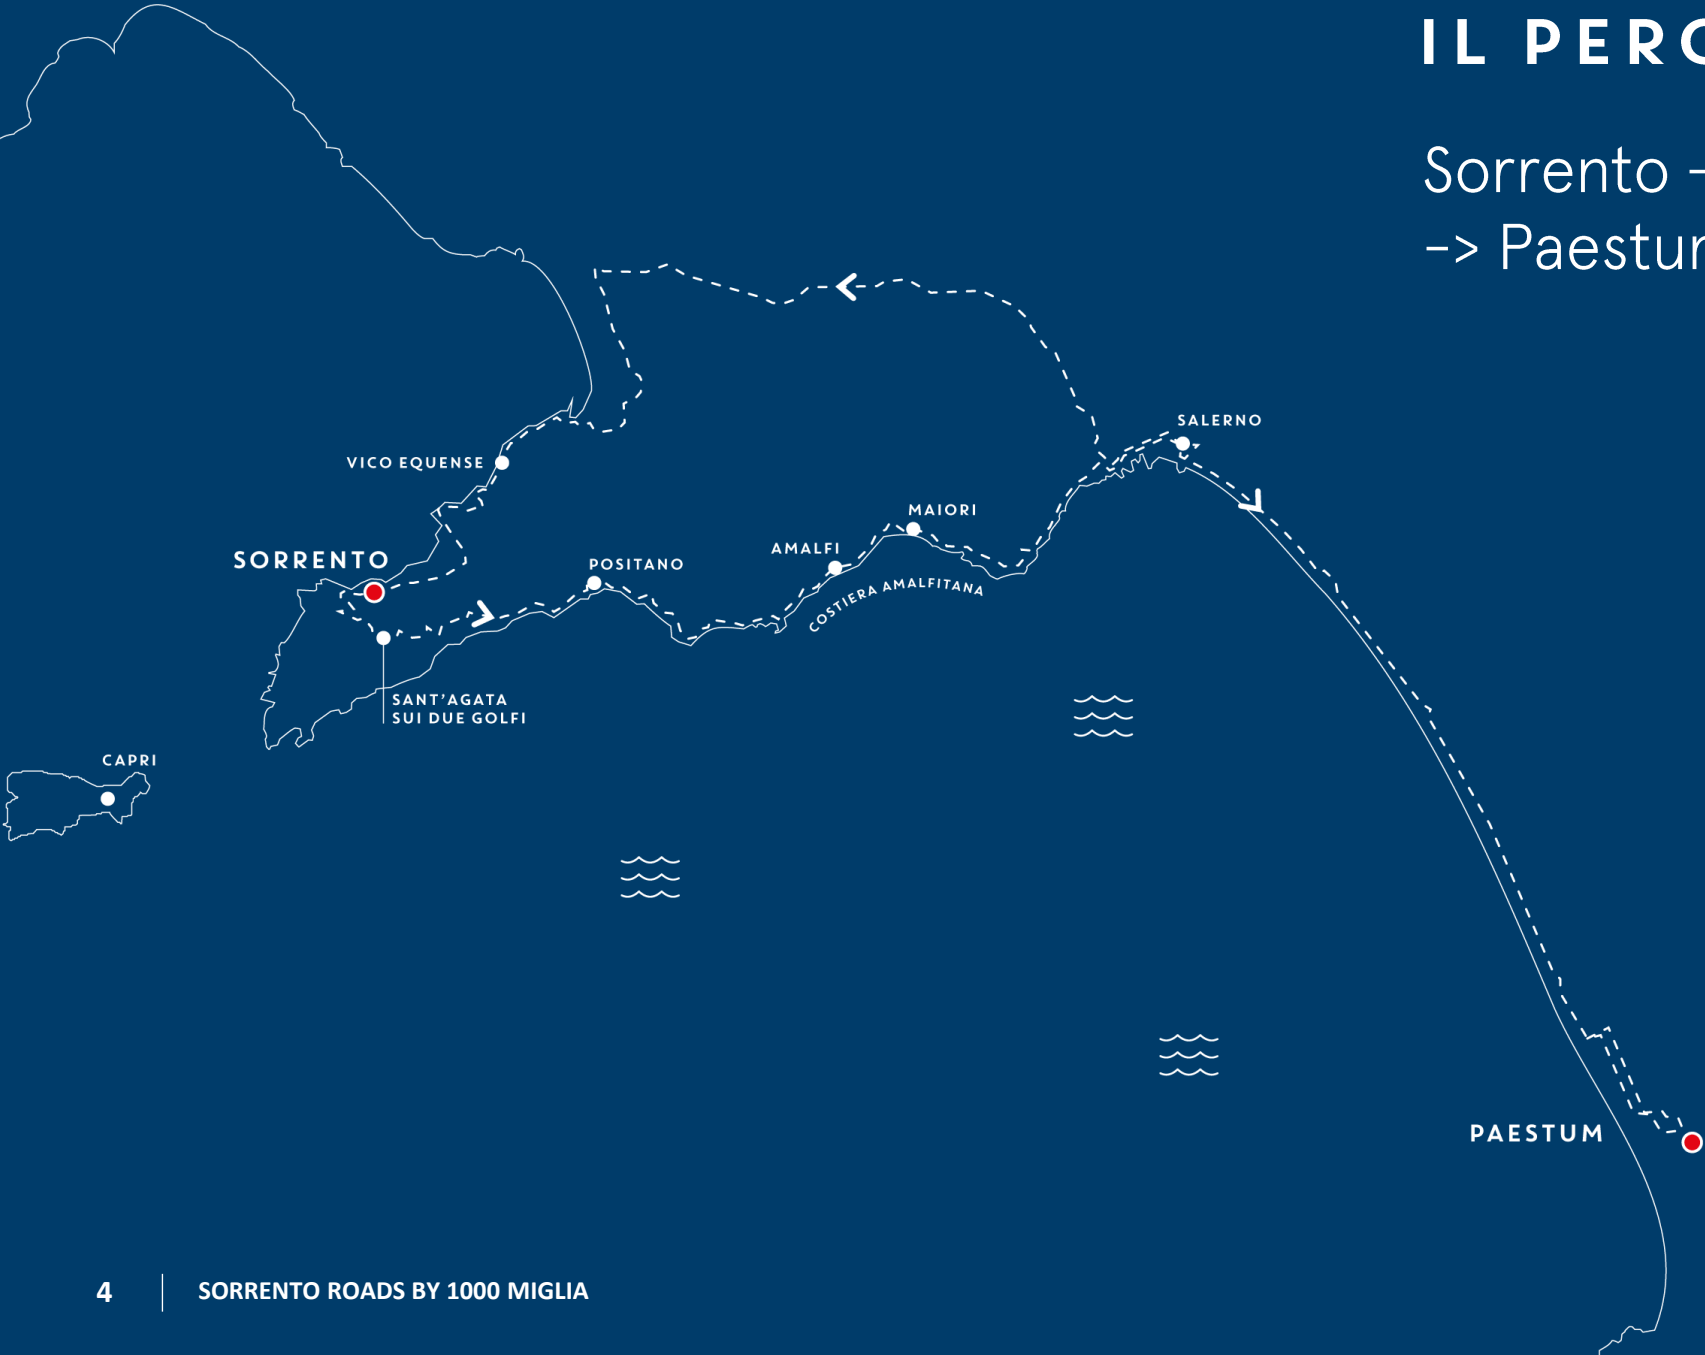 IL PERC
Sorrento –
–> Paestum
SALERNO
VICO EQUENSE
MAIORI
AMALFI
SORRENTO
POSITANO
COSTIERA AMALFITANA
SANT'AGATA
SUI DUE GOLFI
CAPRI
PAESTUM
4
SORRENTO ROADS BY 1000 MIGLIA